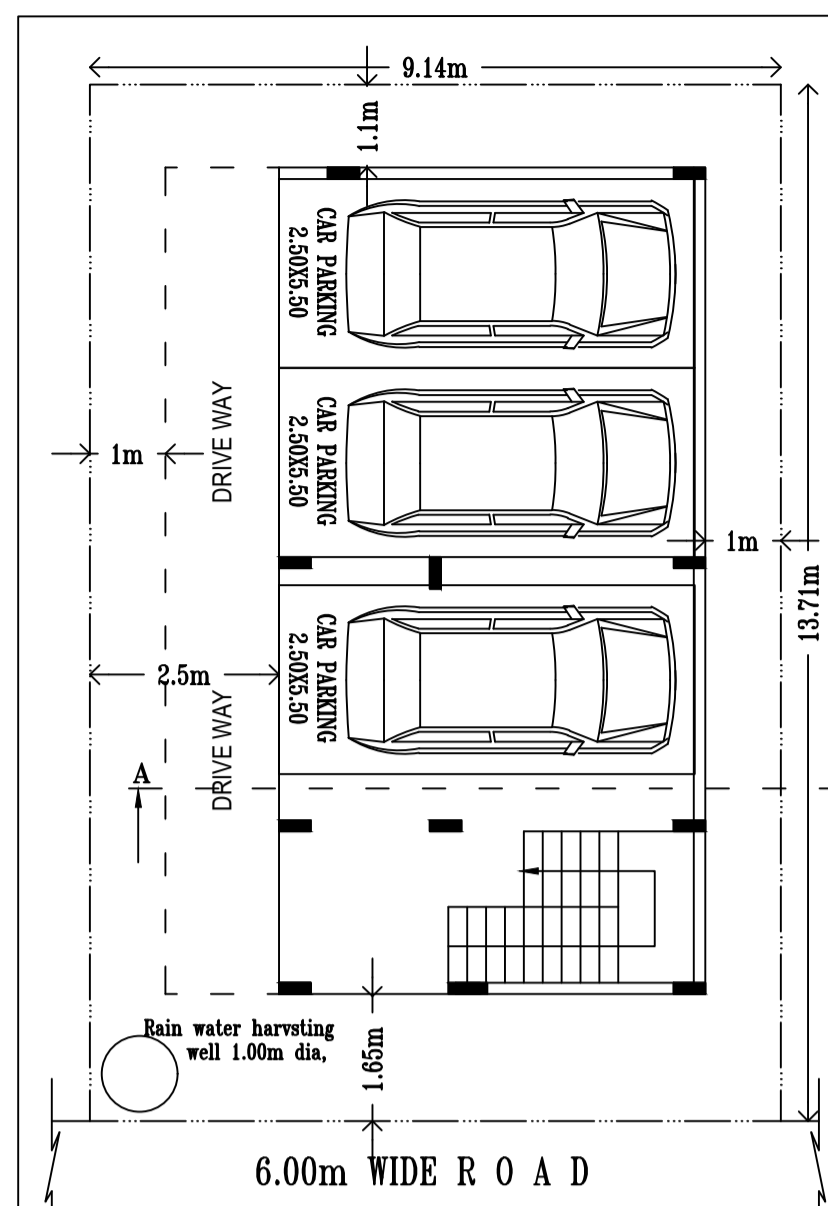 9.14m
1.1m
CAR PARKING
2.50X5.50
DRIVE WAY
CAR PARKING
2.50X5.50
1m
1m
13.71m
CAR PARKING
2.50X5.50
2.5m
DRIVE WAY
A
Rain water harvsting
well 1.00m dia,
1.65m
6.00m WIDE R O A D